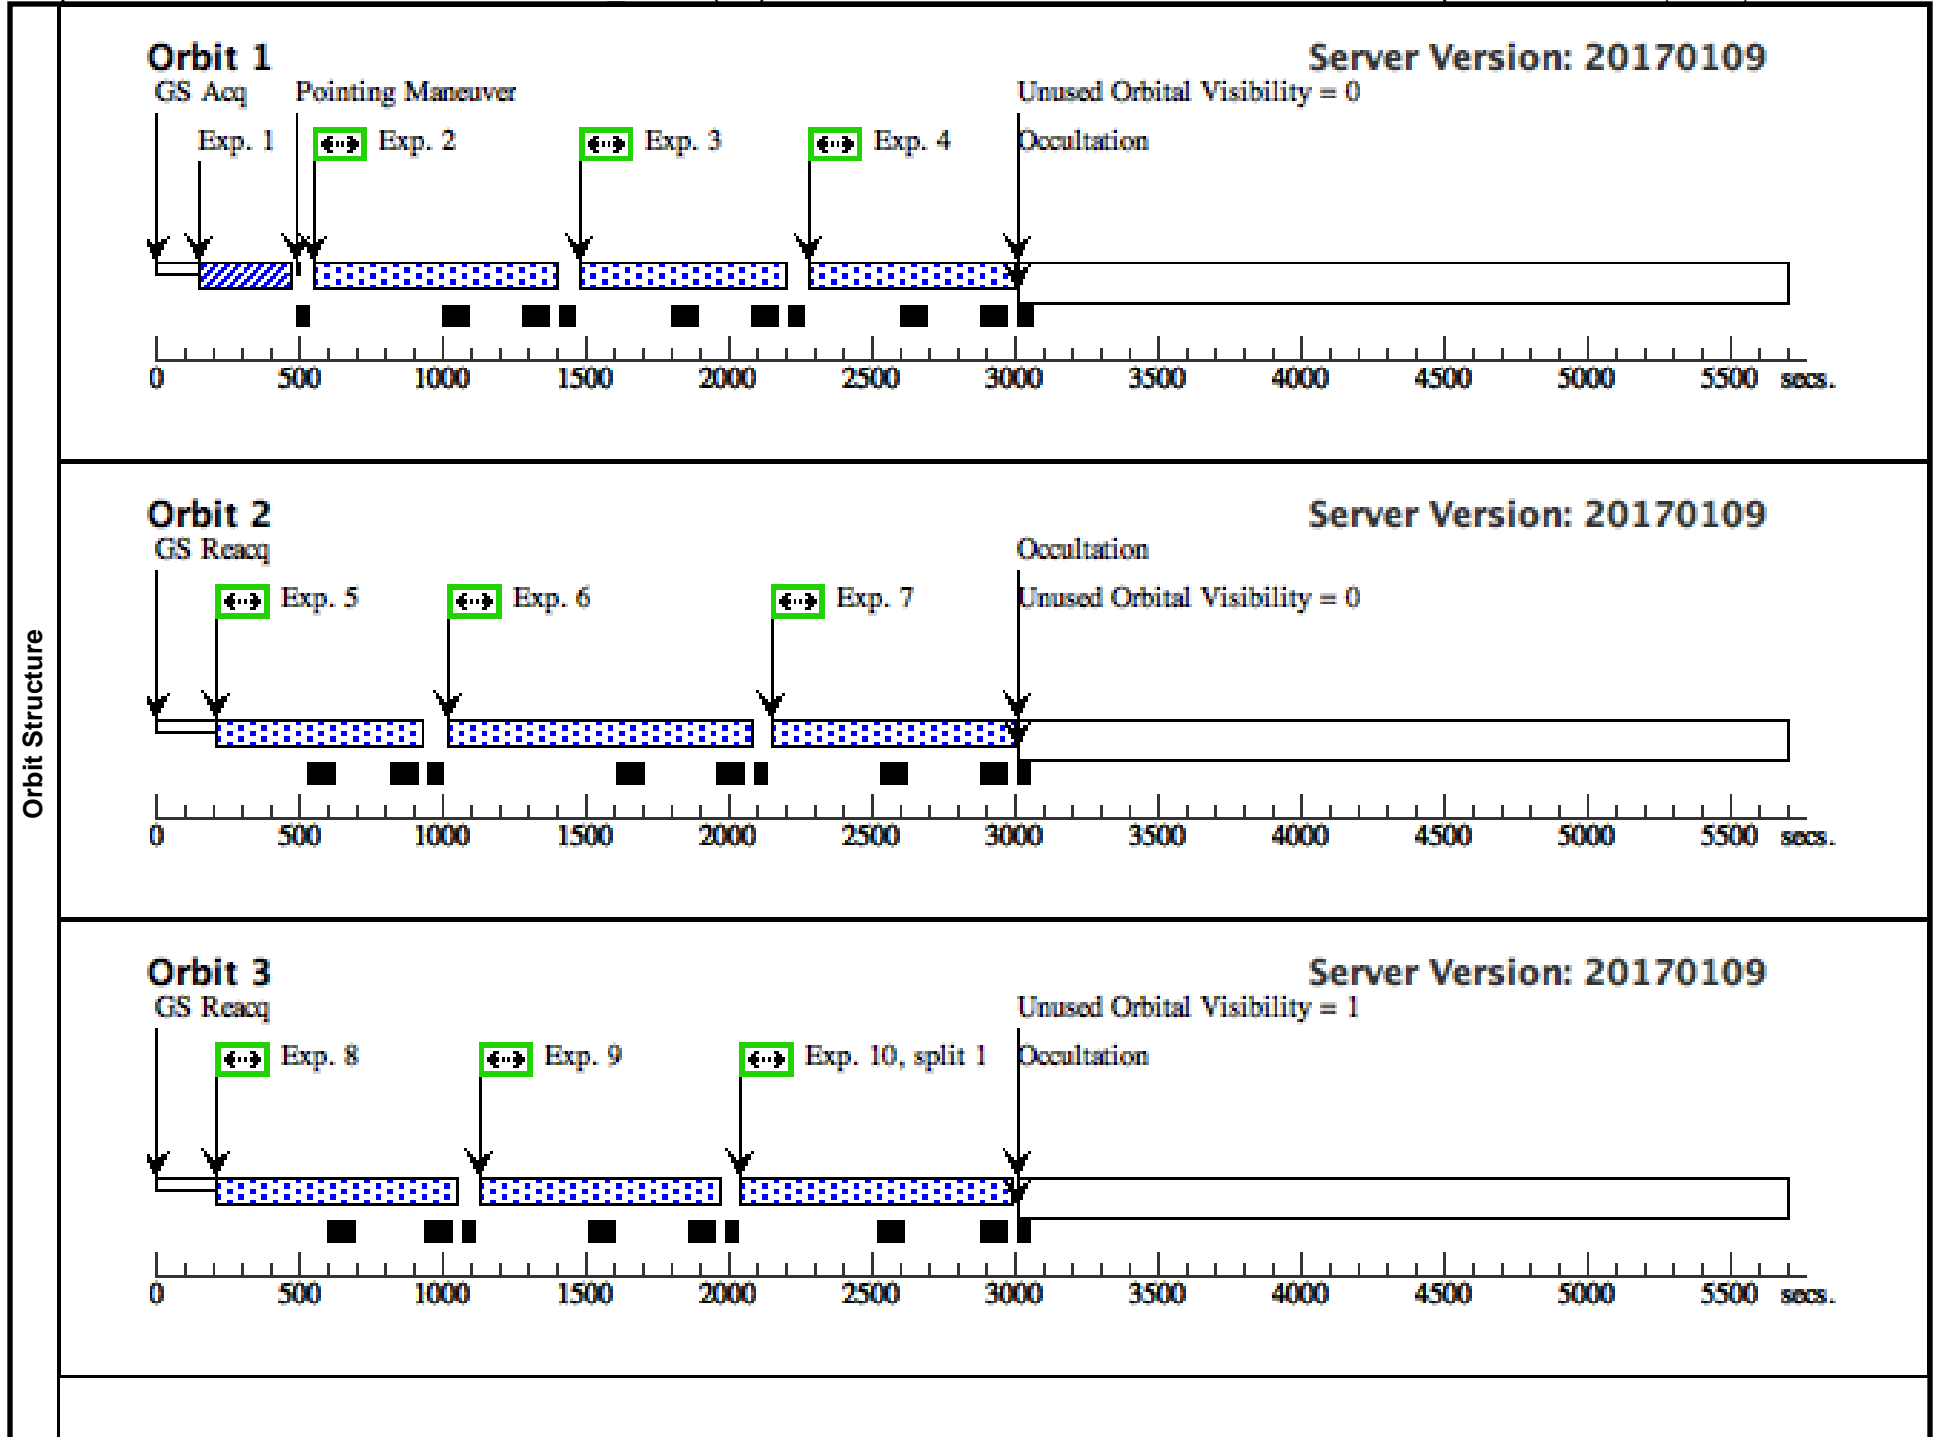 Orbit Structure
Orbit 1
Server Version: 20170109
GS Acq
Pointing Maneuver
Unused Orbital Visibility = 0
Exp. 1
Exp. 2
Exp. 3
Exp. 4
Occultation
0 500 1000 1500 2000 2500 3000 3500 4000 4500 5000 5500 secs.
Orbit 2
Server Version: 20170109
GS Reacq
Occultation
Exp. 5
Exp. 6
Exp. 7
Unused Orbital Visibility = 0
0 500 1000 1500 2000 2500 3000 3500 4000 4500 5000 5500 secs.
Orbit 3
Server Version: 20170109
GS Reacq
Unused Orbital Visibility = 1
Exp. 8
Exp. 9
Exp. 10, split 1
Occultation
0 500 1000 1500 2000 2500 3000 3500 4000 4500 5000 5500 secs.